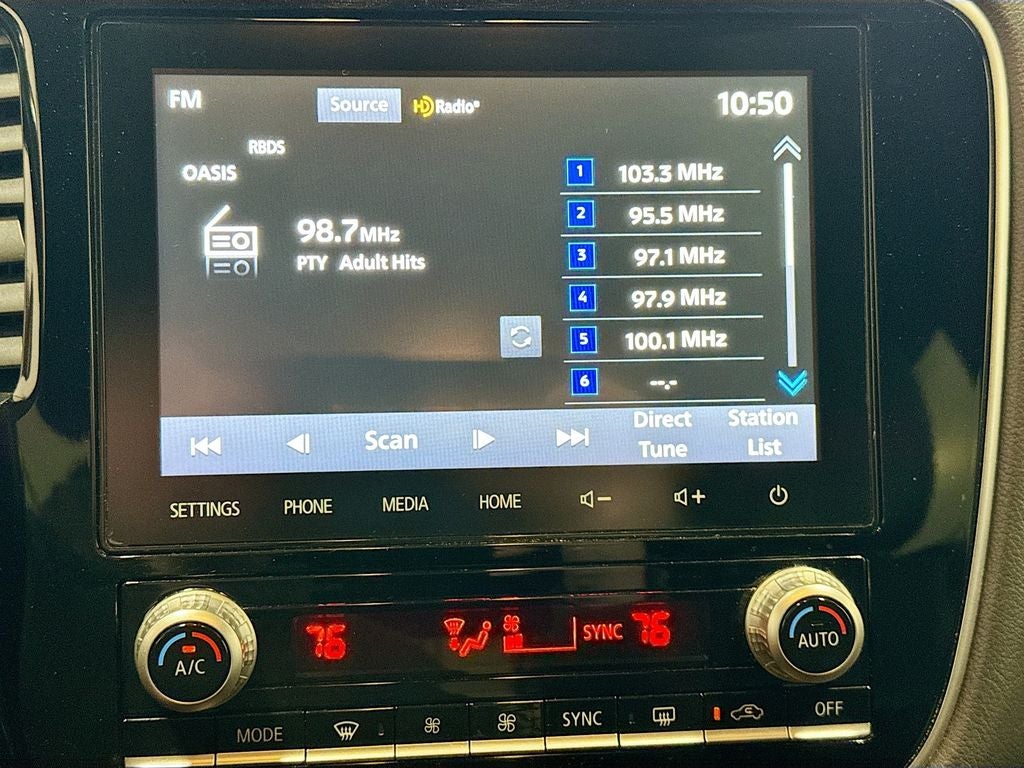 FM
Source
HD Radio®
10:50
RBDS
OASIS
98.7MHz
PTY Adult Hits
1 103.3 MHz
2 95.5 MHz
3 97.1 MHz
4 97.9 MHz
5 100.1 MHz
6 --.-
Scan
Direct
Tune
Station
List
SETTINGS
PHONE
MEDIA
HOME
A/C
76
SYNC
76
AUTO
MODE
SYNC
OFF